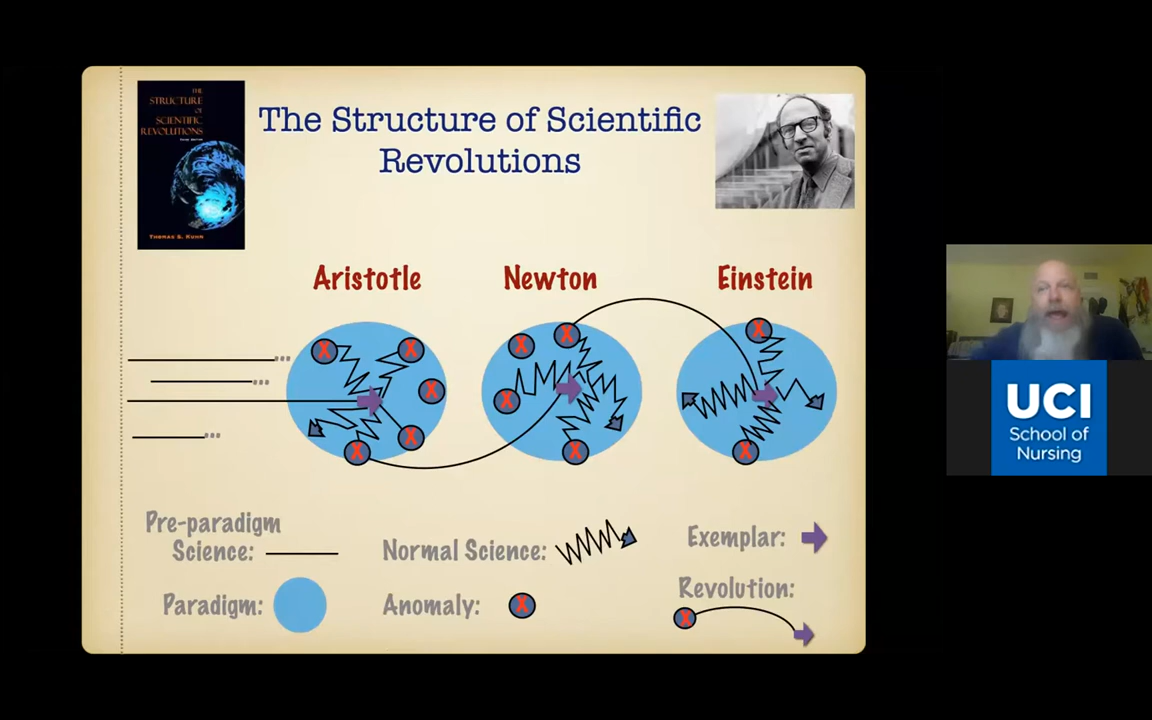 THE
STRUCTURE
OF
SCIENTIFIC
REVOLUTIONS
THOMAS S. KUHN
The Structure of Scientific
Revolutions
Aristotle
Newton
Einstein
X
X
X
X
X
X
X
X
X
X
X
Pre-paradigm
Science:
Normal Science:
Exemplar:
Paradigm:
Anomaly:
X
Revolution:
X
UCI
School of
Nursing